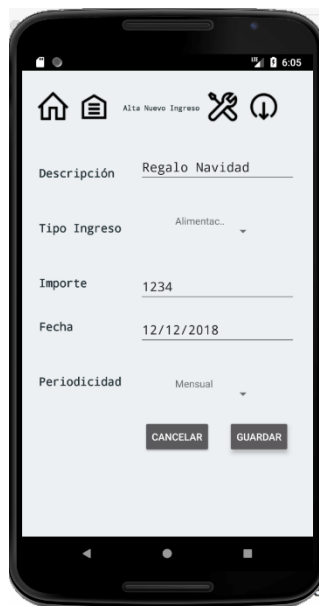 6:05
Alta Nuevo Ingreso
Descripción Regalo Navidad
Tipo Ingreso Alimentac..
Importe 1234
Fecha 12/12/2018
Periodicidad Mensual
CANCELAR GUARDAR